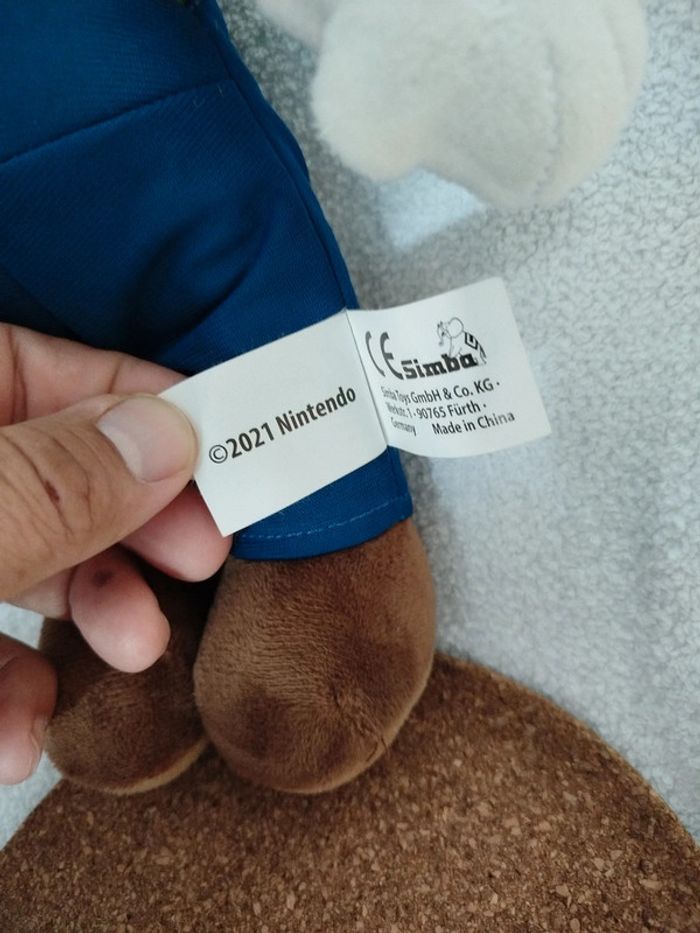 ©2021 Nintendo
CE Simba
Simba Toys GmbH & Co. KG ·
Werkstr. 1 · 90765 Fürth ·
Germany Made in China